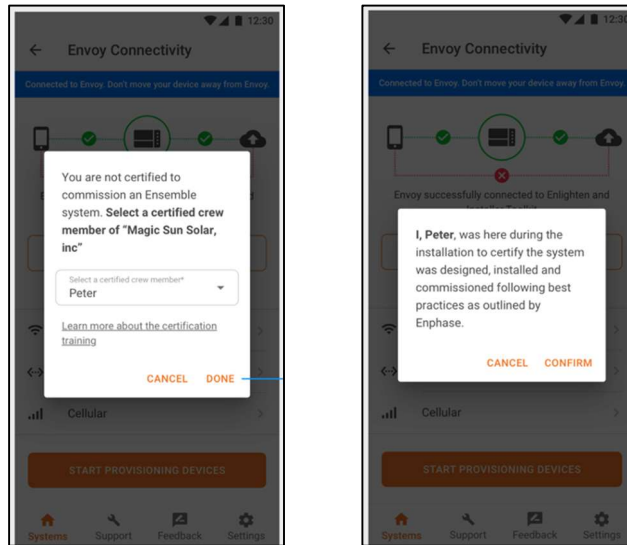 12:30
Envoy Connectivity
Connected to Envoy. Don't move your device away from Envoy.
You are not certified to
commission an Ensemble
system. Select a certified crew
member of "Magic Sun Solar,
inc"
Select a certified crew member*
Peter
Learn more about the certification
training
CANCEL DONE
Cellular
START PROVISIONING DEVICES
Systems Support Feedback Settings
12:30
Envoy Connectivity
Connected to Envoy. Don't move your device away from Envoy.
Envoy successfully connected to Enlighten and
Installer Toolkit
I, Peter, was here during the
installation to certify the system
was designed, installed and
commissioned following best
practices as outlined by
Enphase.
CANCEL CONFIRM
Cellular
START PROVISIONING DEVICES
Systems Support Feedback Settings